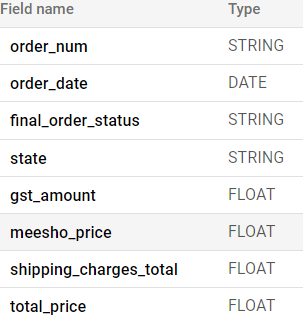 Field name Type
order_num STRING
order_date DATE
final_order_status STRING
state STRING
gst_amount FLOAT
meesho_price FLOAT
shipping_charges_total FLOAT
total_price FLOAT